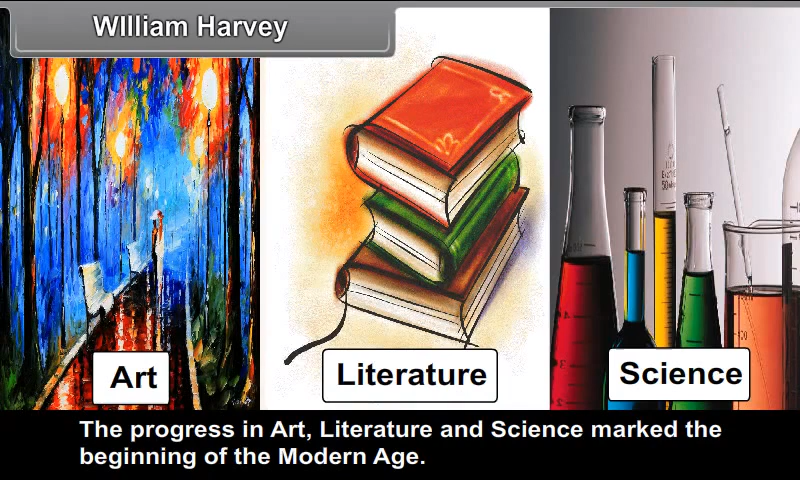 WIlliam Harvey
Art
Literature
Science
The progress in Art, Literature and Science marked the
beginning of the Modern Age.